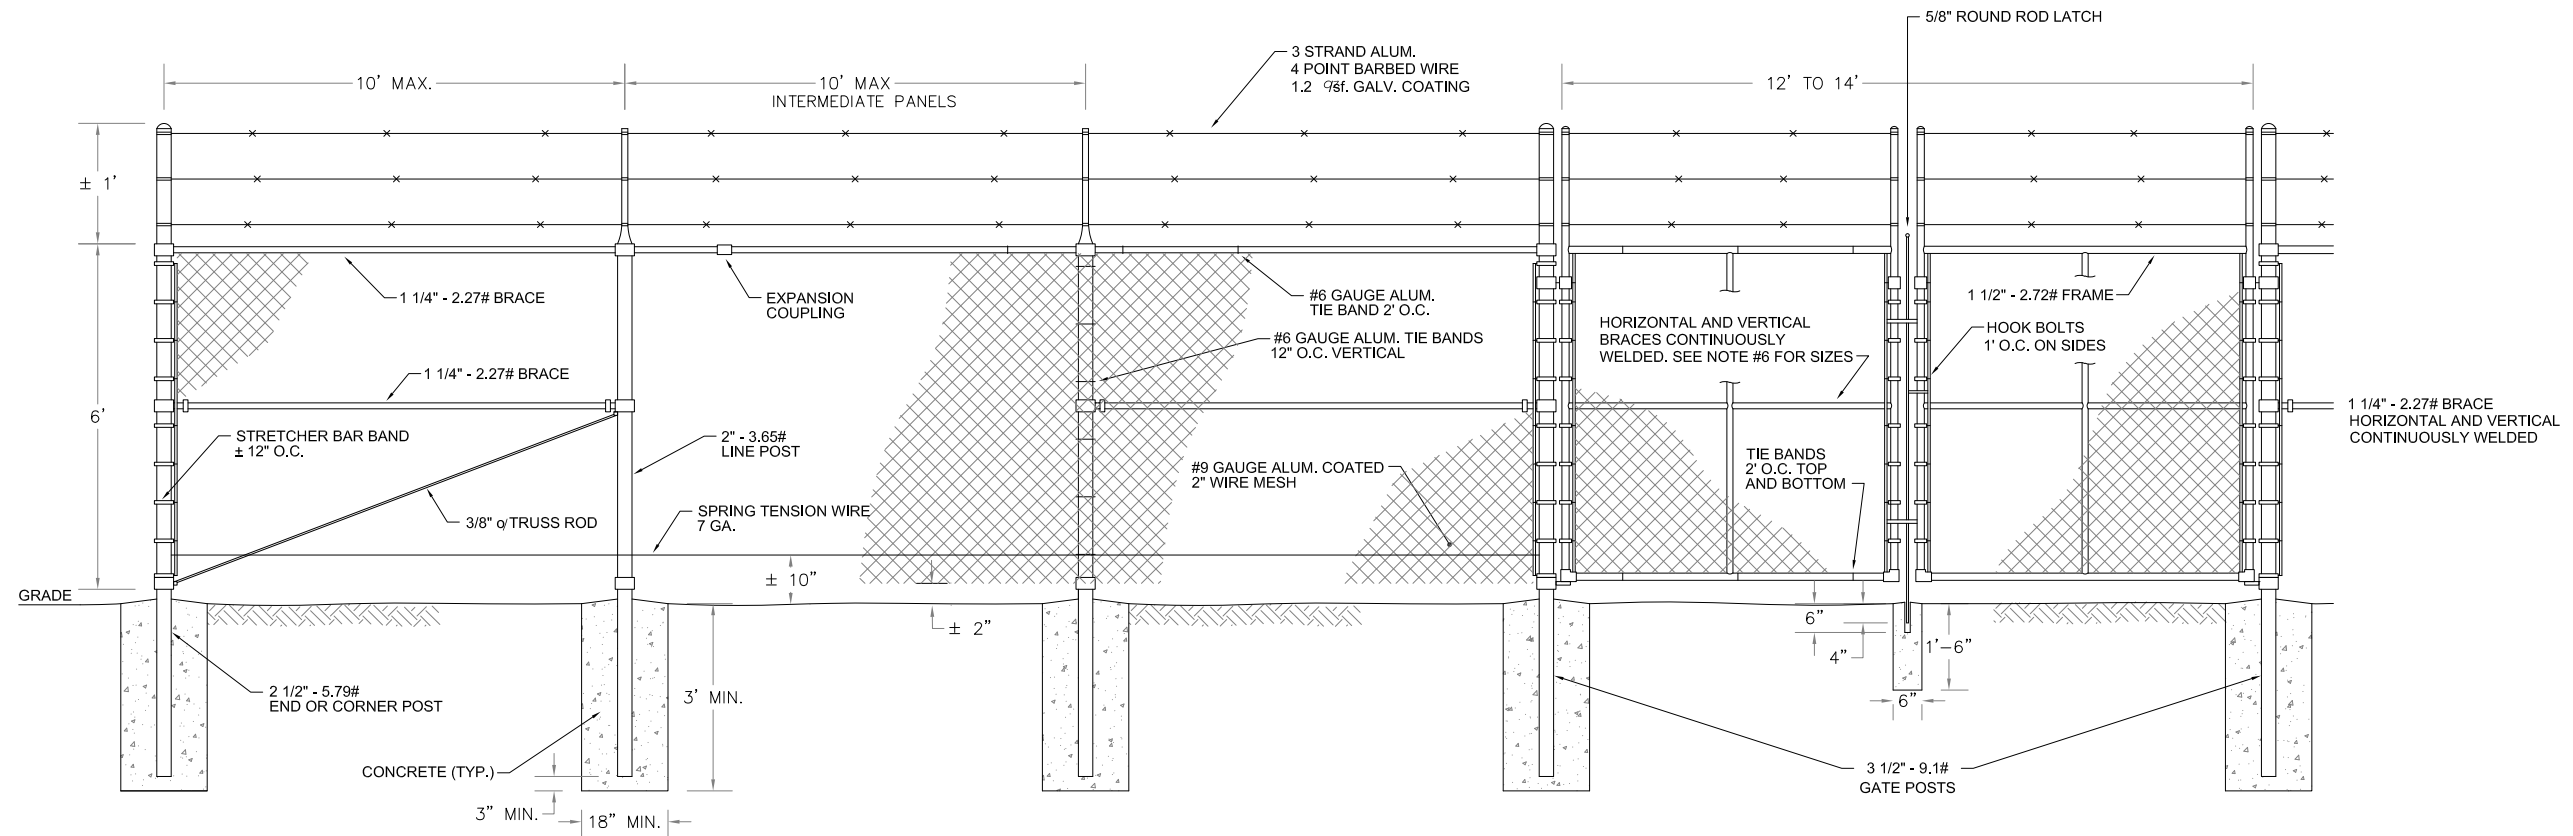 5/8" ROUND ROD LATCH
3 STRAND ALUM.
4 POINT BARBED WIRE
1.2 GALV. COATING
10' MAX.
10' MAX
INTERMEDIATE PANELS
12' TO 14'
± 1'
1 1/4" - 2.27# BRACE
EXPANSION
COUPLING
#6 GAUGE ALUM.
TIE BAND 2' O.C.
1 1/2" - 2.72# FRAME
#6 GAUGE ALUM. TIE BANDS
12" O.C. VERTICAL
HORIZONTAL AND VERTICAL
BRACES CONTINUOUSLY
WELDED. SEE NOTE #6 FOR SIZES
HOOK BOLTS
1' O.C. ON SIDES
1 1/4" - 2.27# BRACE
6'
1 1/4" - 2.27# BRACE
HORIZONTAL AND VERTICAL
CONTINUOUSLY WELDED
STRETCHER BAR BAND
± 12" O.C.
2" - 3.65#
LINE POST
#9 GAUGE ALUM. COATED
2" WIRE MESH
TIE BANDS
2' O.C. TOP
AND BOTTOM
3/8" TRUSS ROD
SPRING TENSION WIRE
7 GA.
± 10"
GRADE
± 2"
6"
4"
1'-6"
6"
2 1/2" - 5.79#
END OR CORNER POST
3' MIN.
CONCRETE (TYP.)
3 1/2" - 9.1#
GATE POSTS
3" MIN.
18" MIN.